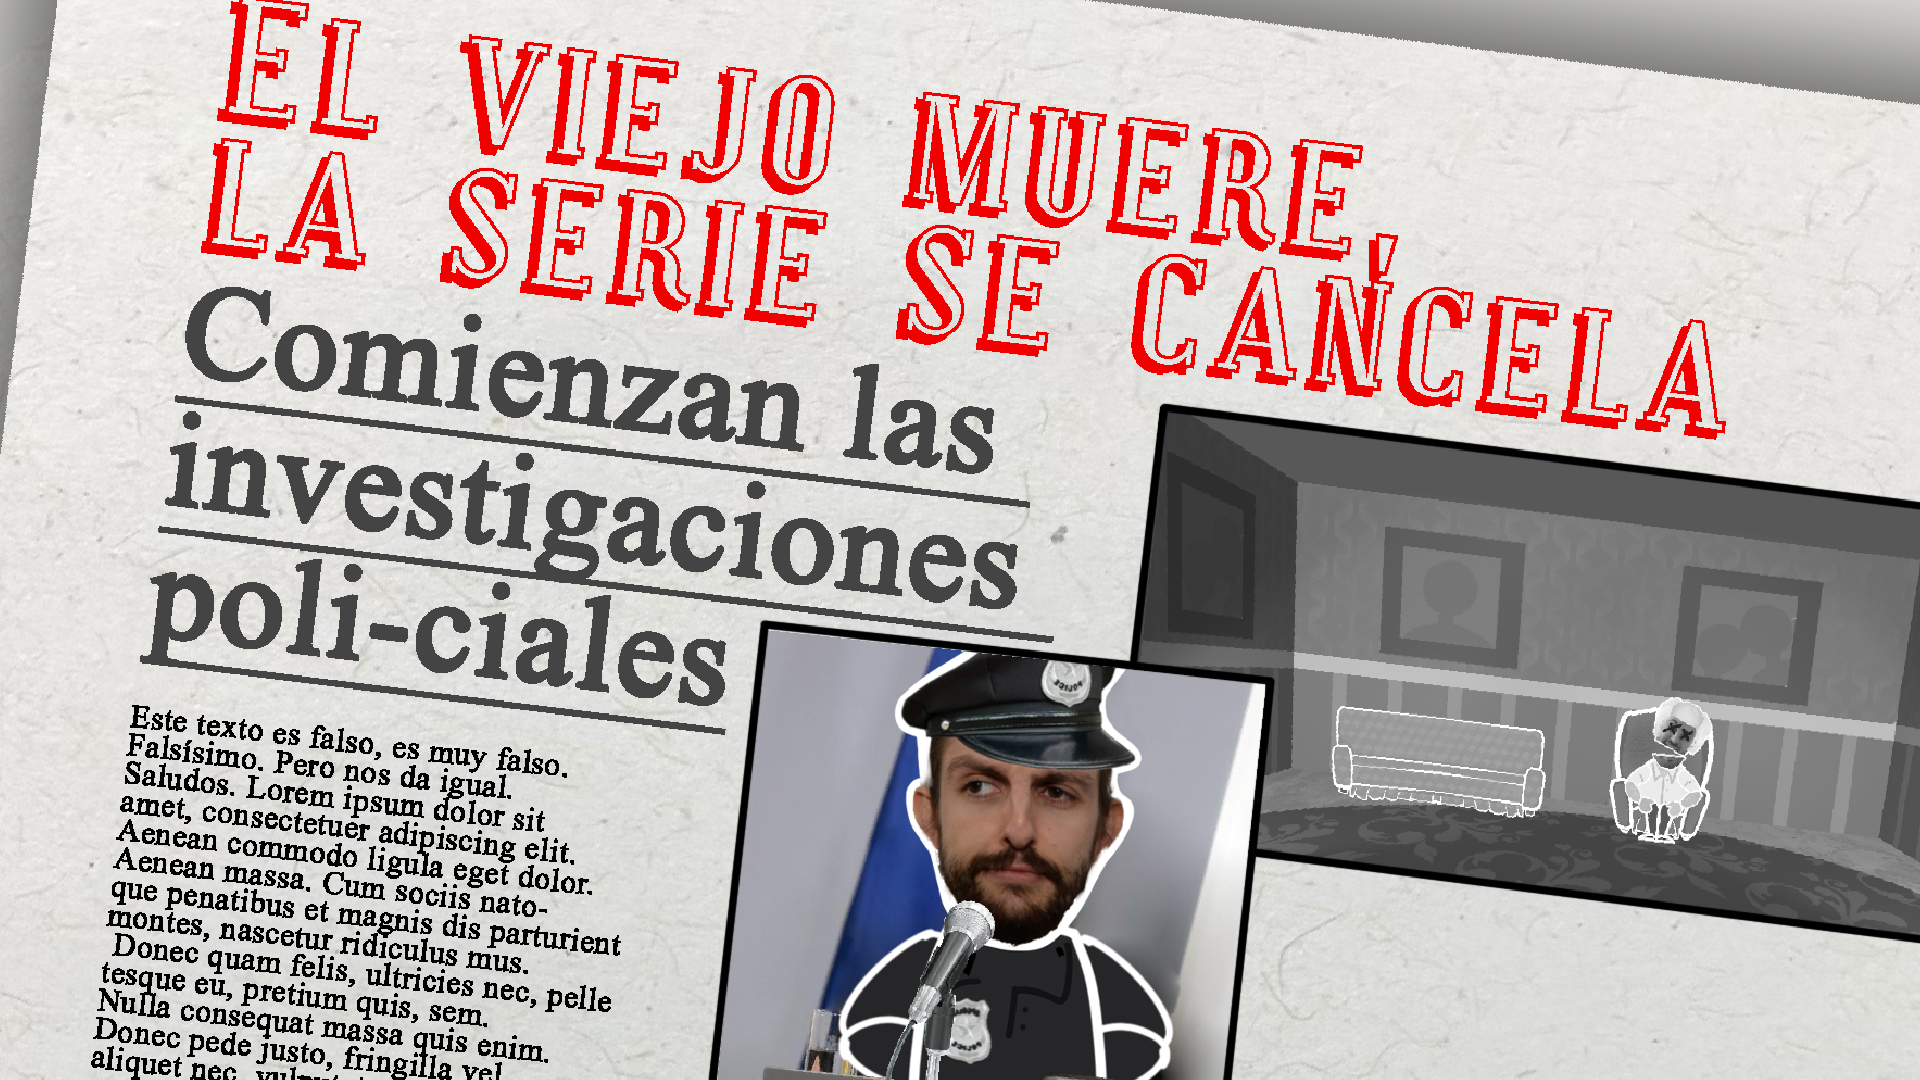 EL VIEJO MUERE,
LA SERIE SE CANCELA
Comienzan las
investigaciones
poli-ciales
Este texto es falso, es muy falso.
Falsísimo. Pero nos da igual.
Saludos. Lorem ipsum dolor sit
amet, consectetuer adipiscing elit.
Aenean commodo ligula eget dolor.
Aenean massa. Cum sociis nato-
que penatibus et magnis dis parturient
montes, nascetur ridiculus mus.
Donec quam felis, ultricies nec, pelle
tesque eu, pretium quis, sem.
Nulla consequat massa quis enim.
Donec pede justo, fringilla vel,
aliquet nec,